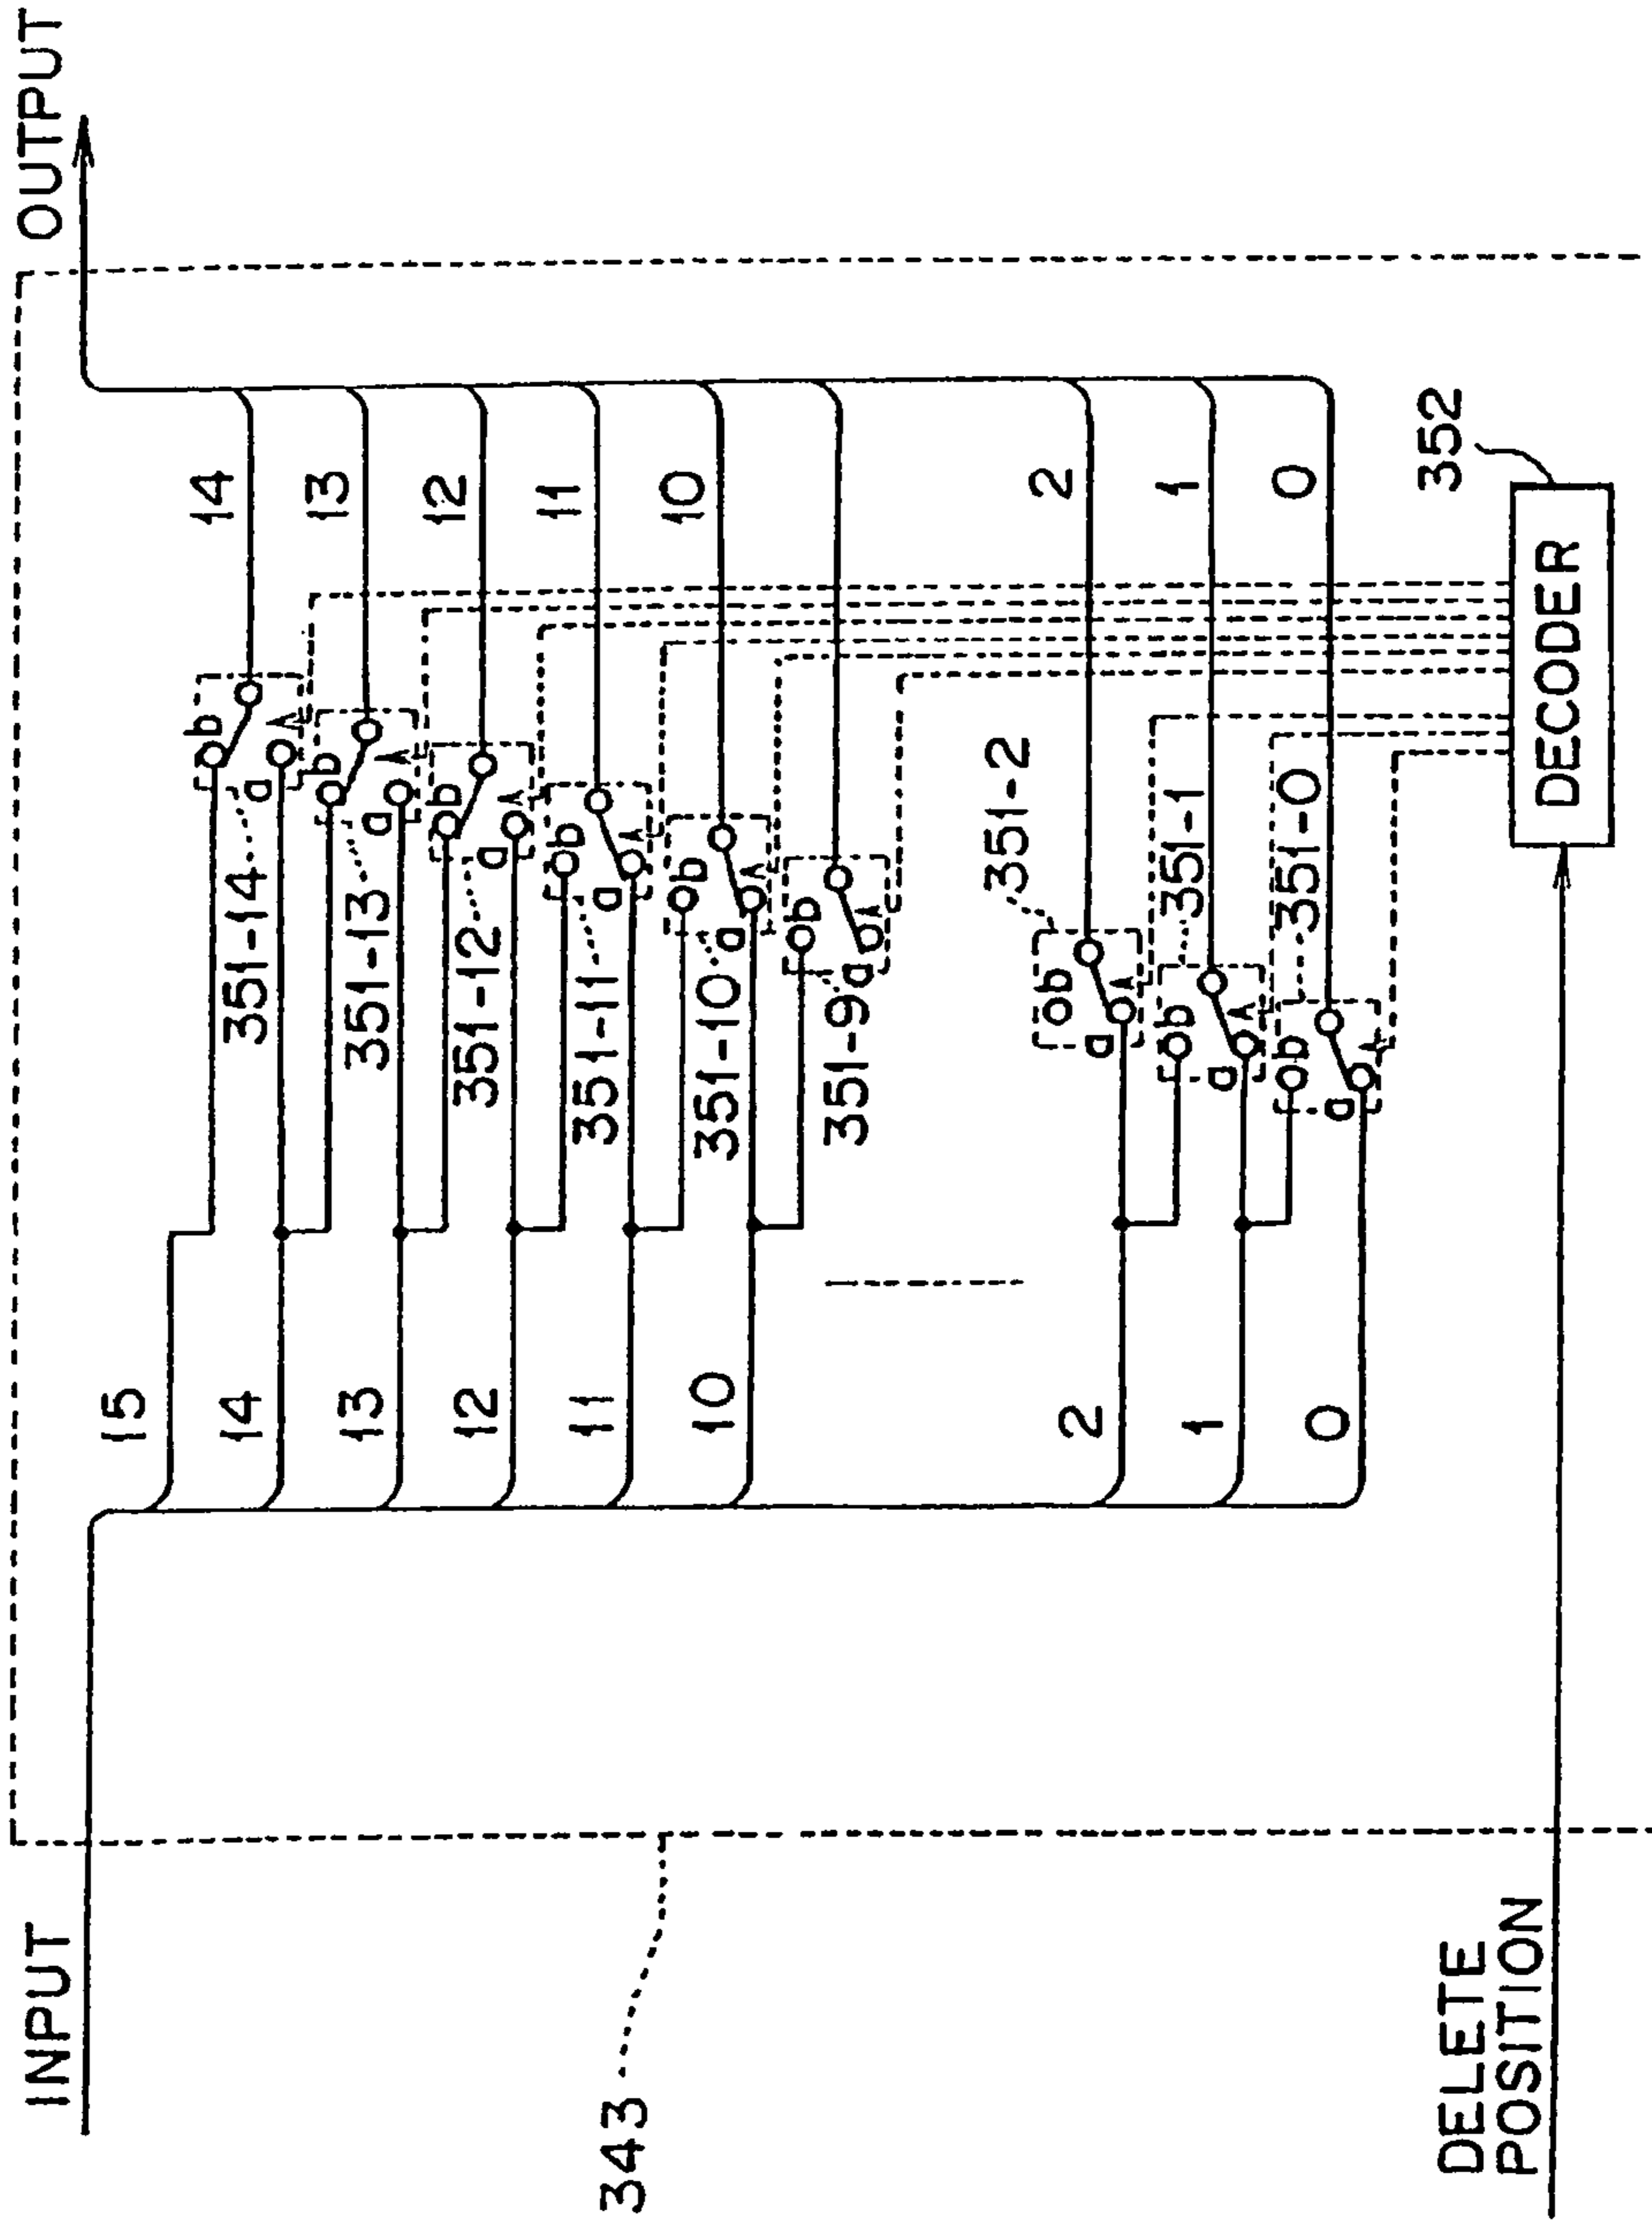 INPUT
OUTPUT
343
15
14
13
12
11
10
2
1
0
351-14
351-13
351-12
351-11
351-10
351-9
351-2
351-1
351-0
b
a
b
a
b
a
b
a
b
a
b
a
b
a
b
a
b
a
14
13
12
11
10
2
1
0
352
DECODER
DELETE
POSITION